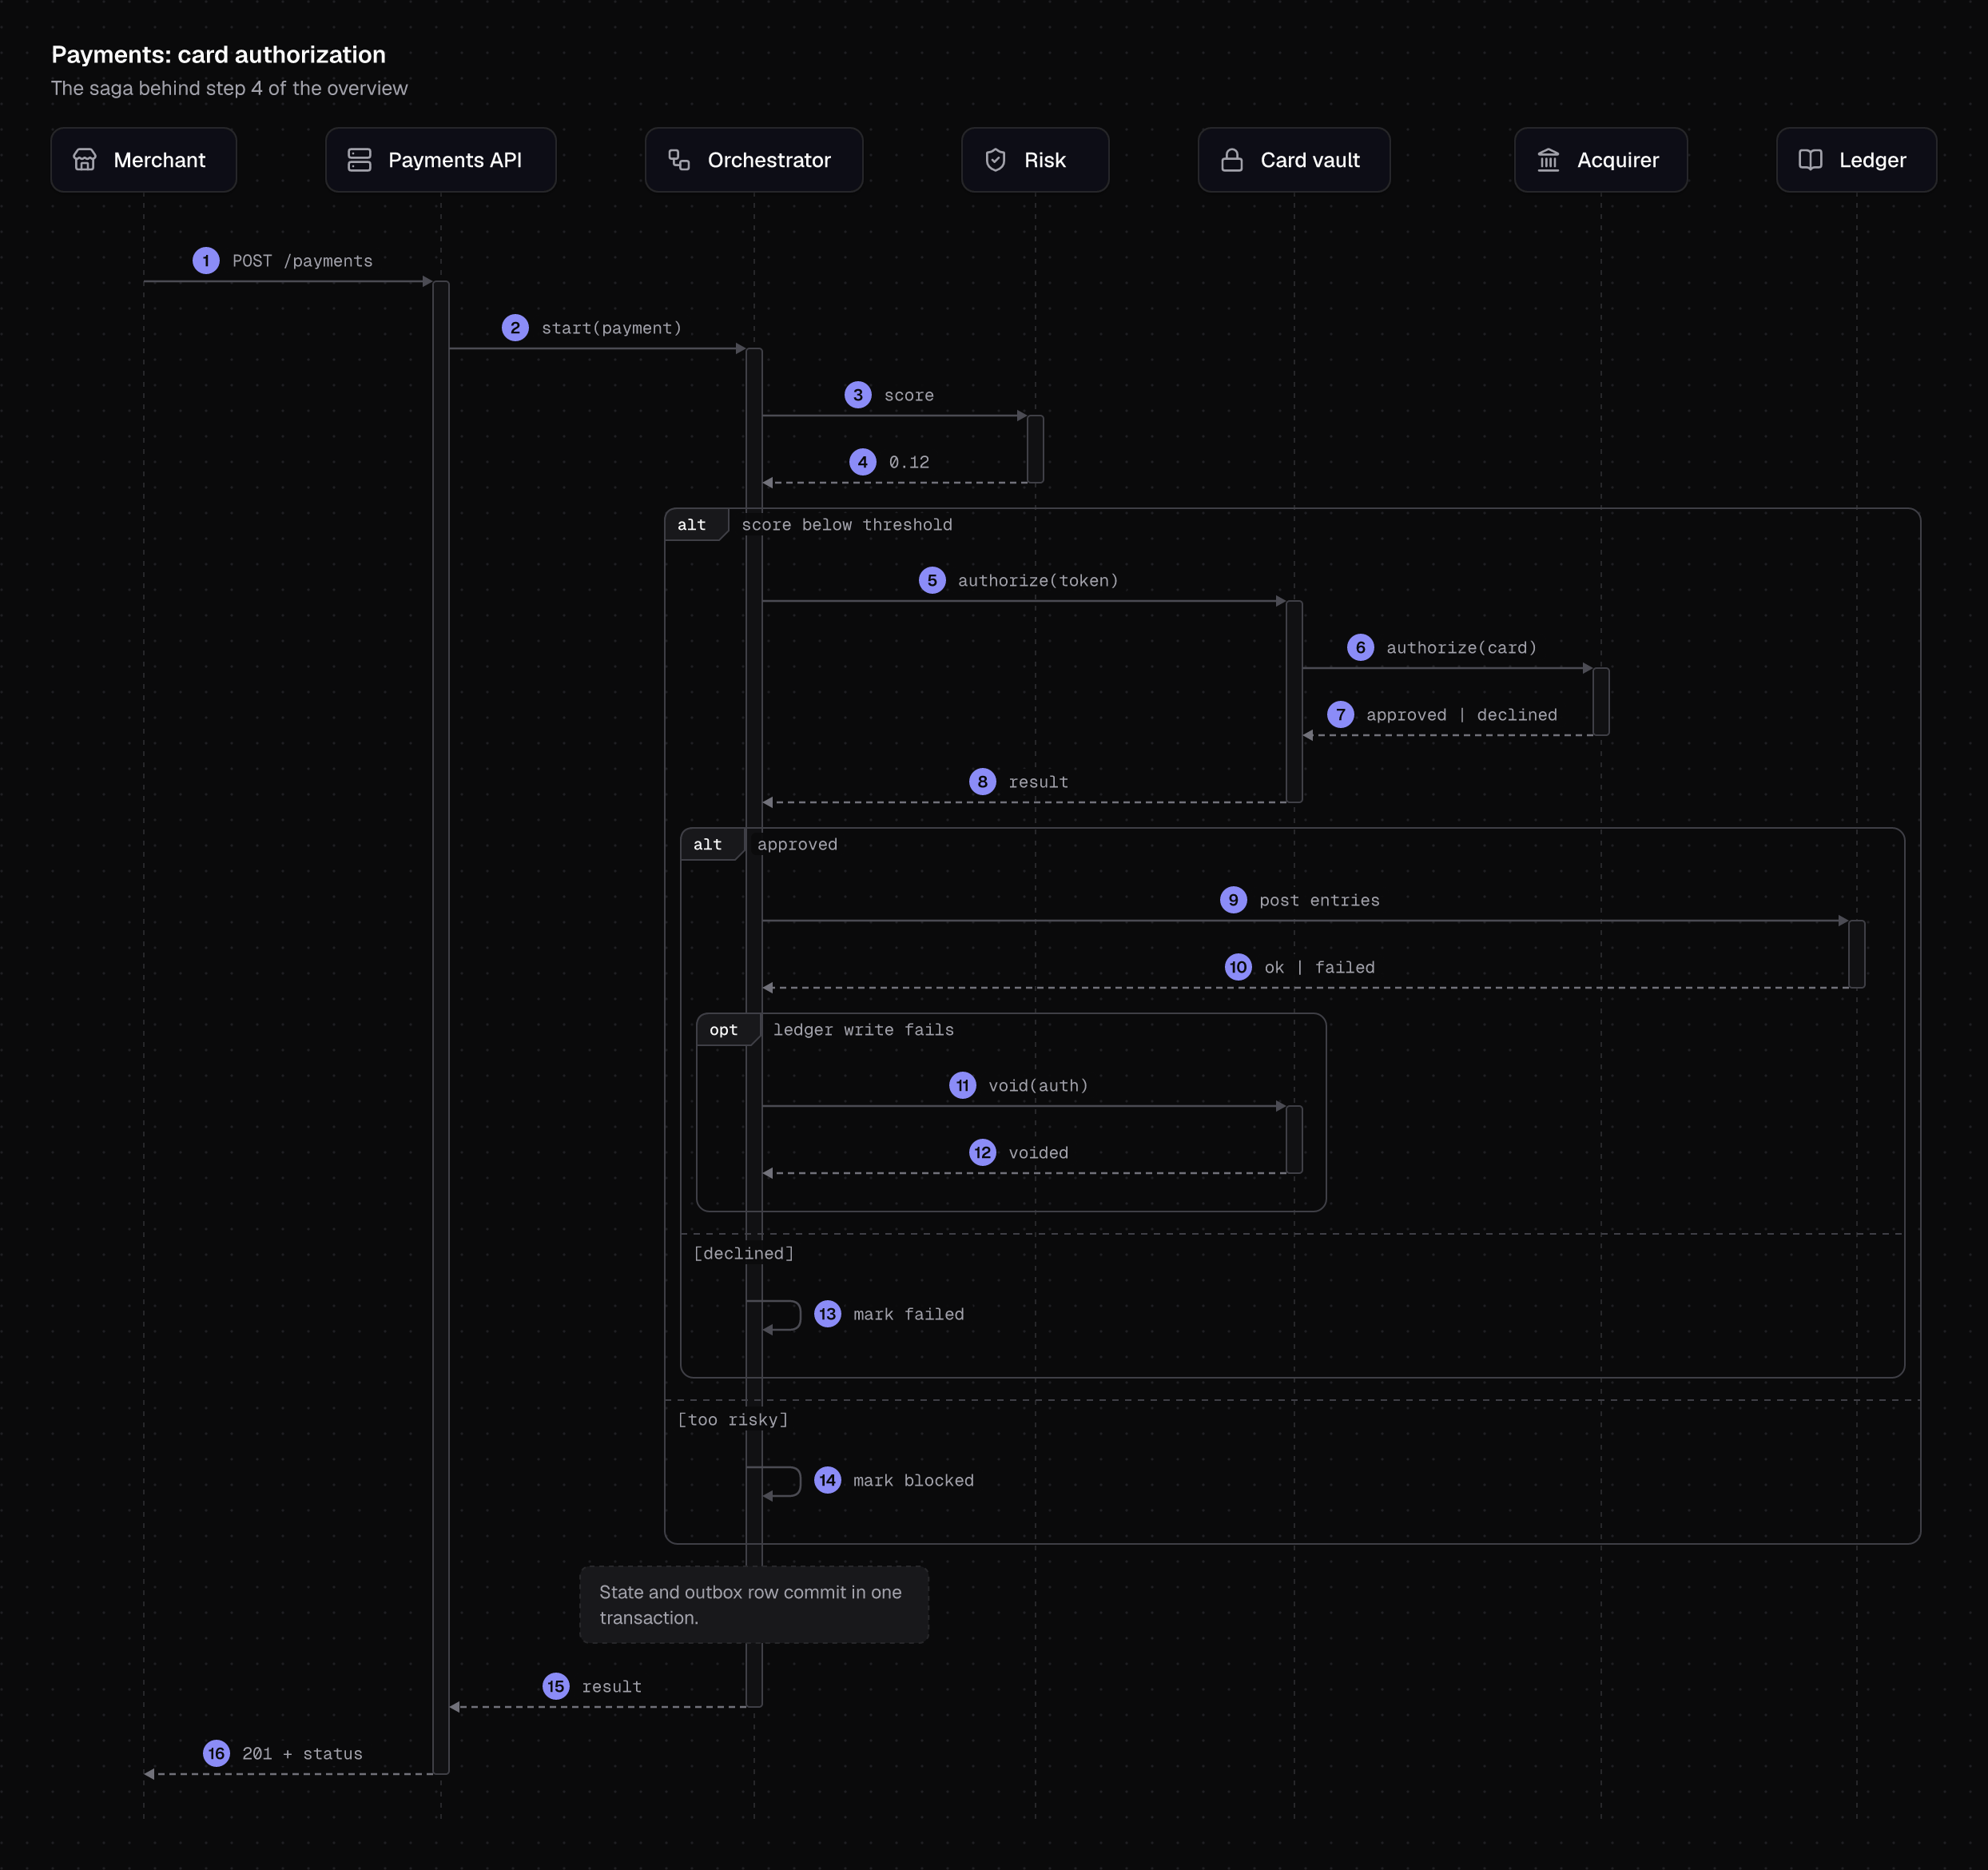 Payments: card authorization
The saga behind step 4 of the overview
Merchant
Payments API
Orchestrator
Risk
Card vault
Acquirer
Ledger
1 POST /payments
2 start(payment)
3 score
4 0.12
alt score below threshold
5 authorize(token)
6 authorize(card)
7 approved | declined
8 result
alt approved
9 post entries
10 ok | failed
opt ledger write fails
11 void(auth)
12 voided
[declined]
13 mark failed
[too risky]
14 mark blocked
State and outbox row commit in one
transaction.
15 result
16 201 + status